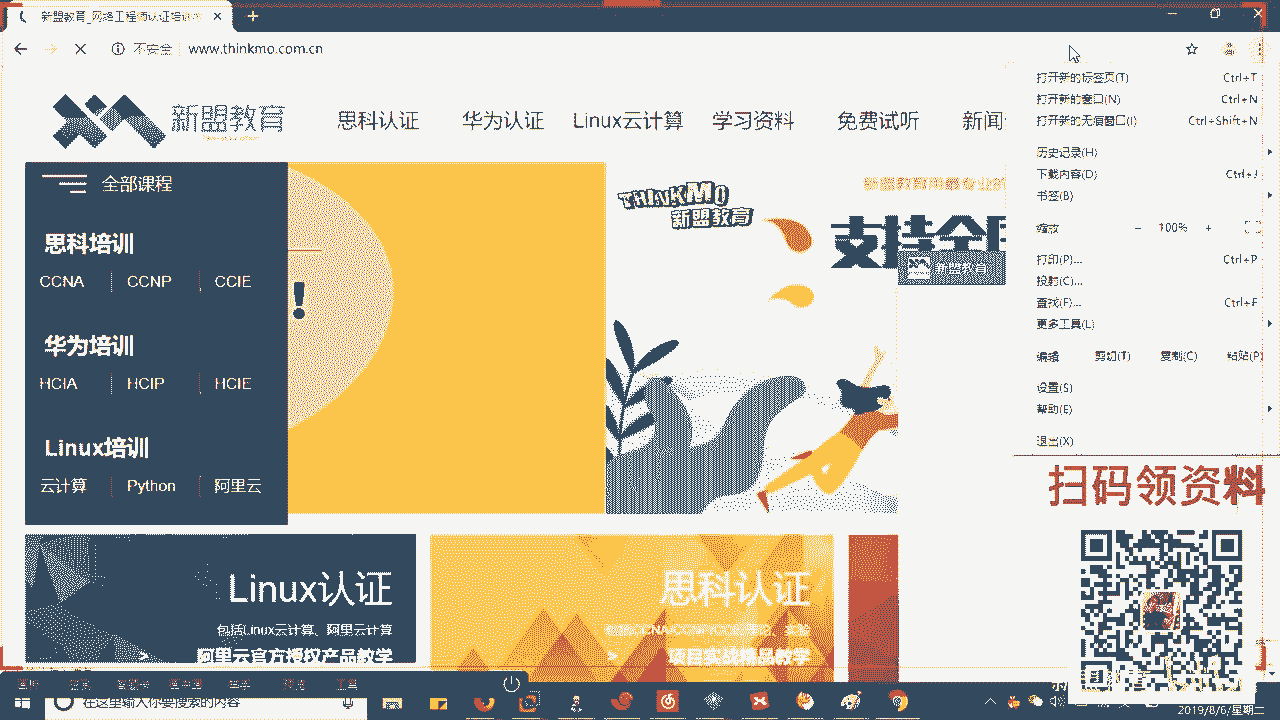 新盟教育_网络工程师认证培训
不安全 www.thinkmo.com.cn
新盟教育 思科认证 华为认证 Linux云计算 学习资料 免费试听 新闻
全部课程
思科培训
CCNA CCNP CCIE
华为培训
HCIA HCIP HCIE
Linux培训
云计算 Python 阿里云
!
THINKMO
新盟教育
支持全
新盟教育
打开新的标签页(T) Ctrl+T
打开新的窗口(N) Ctrl+N
打开新的无痕窗口(I) Ctrl+Shift+N
历史记录(H)
下载内容(D) Ctrl+J
书签(B)
缩放 − 100% +
打印(P)... Ctrl+P
投射(C)...
查找(F)... Ctrl+F
更多工具(L)
编辑 剪切(T) 复制(C) 粘贴(P)
设置(S)
帮助(E)
退出(X)
扫码领资料
Linux认证
包括Linux云计算、阿里云计算
> 阿里云官方授权产品教学
思科认证
> 项目实战精品教学
工具
在这里输入你要搜索的内容
2019/8/6/星期二